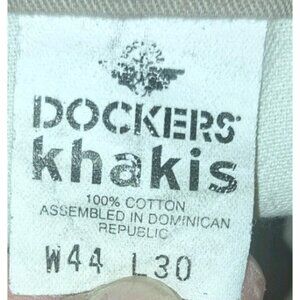 DOCKERS
khakis
100% COTTON
ASSEMBLED IN DOMINICAN
REPUBLIC
W44 L30